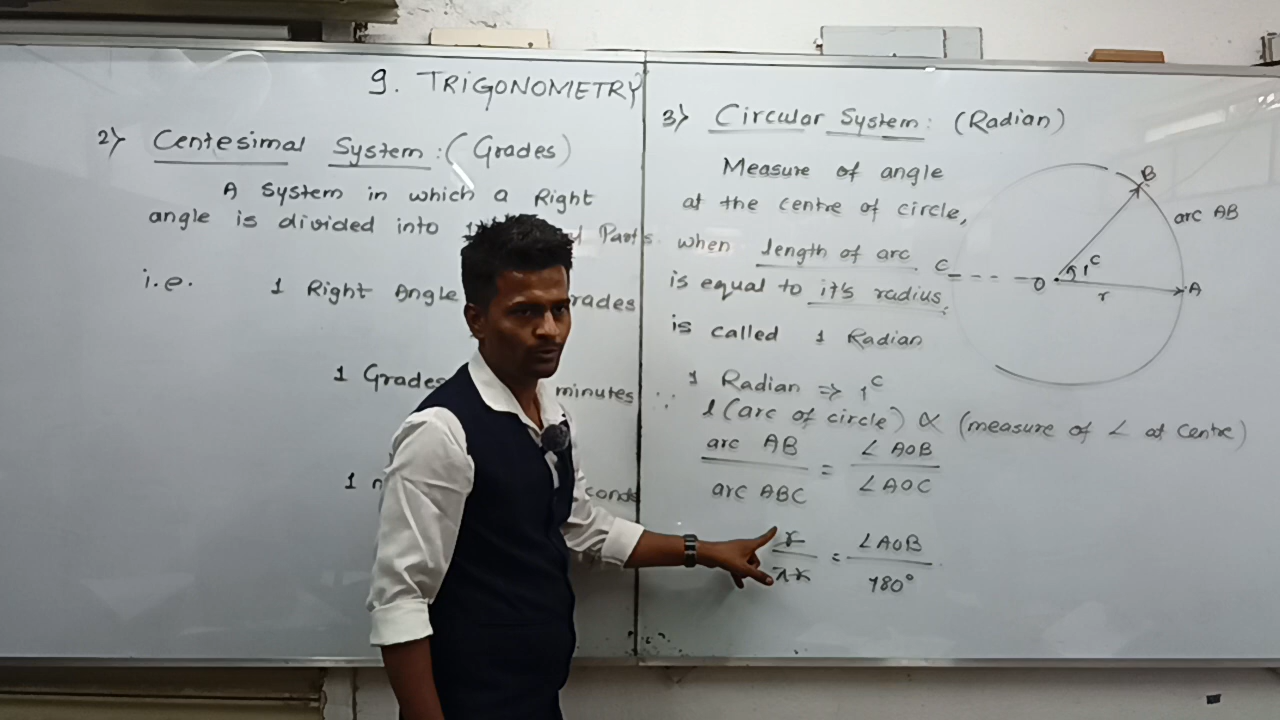 9. TRIGONOMETRY
2) Centesimal System : (Grades)
A System in which a Right
angle is divided into Parts.
i.e. 1 Right Angle
1 Grades minutes
1
3) Circular System : (Radian)
Measure of angle
at the centre of circle,
when length of arc
is equal to it's radius,
is called 1 Radian
∴ 1 Radian => 1ᶜ
l (arc of circle) ∝ (measure of ∠ at Centre)
arc AB / arc ABC = ∠AOB / ∠AOC
r / πr = ∠AOB / 180°
B
arc AB
C
1ᶜ
O
r
A